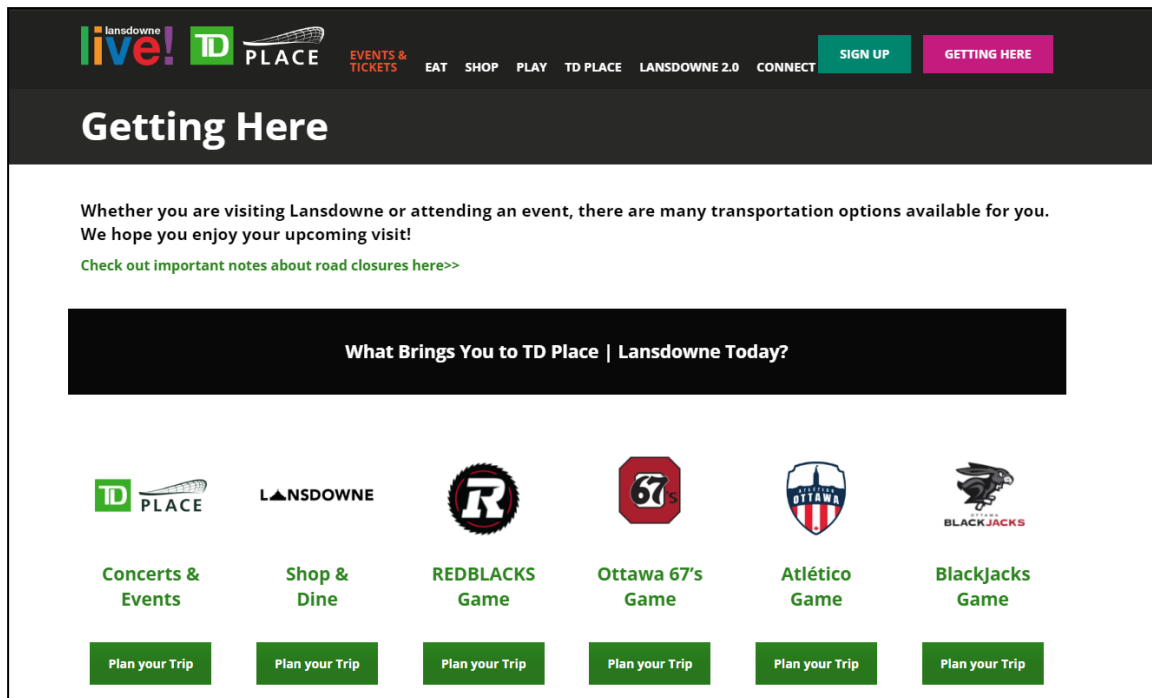 lansdowne
live!
TD
PLACE
EVENTS &
TICKETS
EAT
SHOP
PLAY
TD PLACE
LANSDOWNE 2.0
CONNECT
SIGN UP
GETTING HERE
Getting Here
Whether you are visiting Lansdowne or attending an event, there are many transportation options available for you.
We hope you enjoy your upcoming visit!
Check out important notes about road closures here>>
What Brings You to TD Place | Lansdowne Today?
TD
PLACE
LANSDOWNE
R
67's
ATLÉTICO
OTTAWA
OTTAWA
BLACKJACKS
Concerts &
Events
Shop &
Dine
REDBLACKS
Game
Ottawa 67's
Game
Atlético
Game
BlackJacks
Game
Plan your Trip
Plan your Trip
Plan your Trip
Plan your Trip
Plan your Trip
Plan your Trip